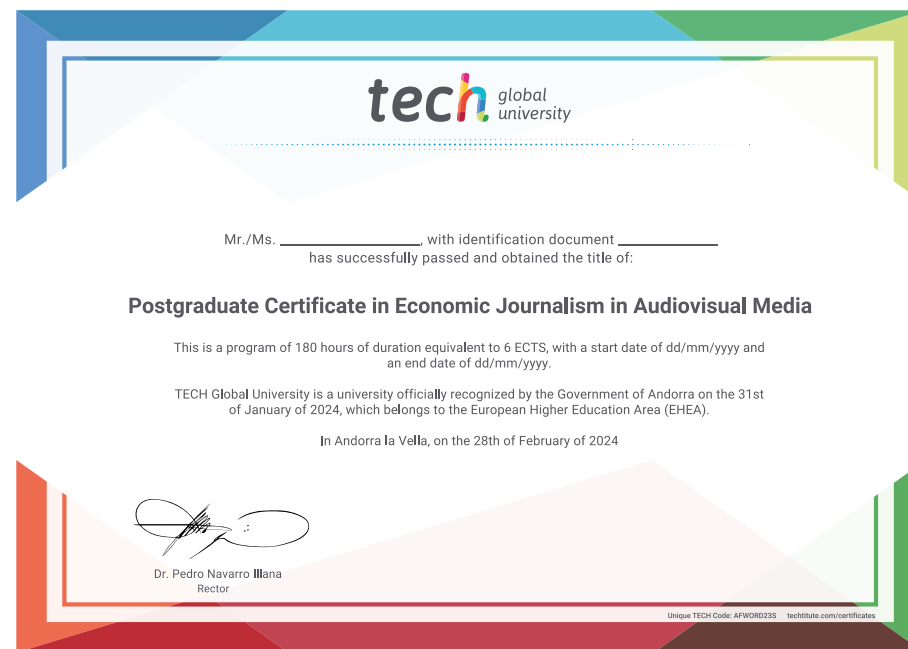 tech global university
Mr./Ms. ____________________, with identification document ______________
has successfully passed and obtained the title of:
Postgraduate Certificate in Economic Journalism in Audiovisual Media
This is a program of 180 hours of duration equivalent to 6 ECTS, with a start date of dd/mm/yyyy and
an end date of dd/mm/yyyy.
TECH Global University is a university officially recognized by the Government of Andorra on the 31st
of January of 2024, which belongs to the European Higher Education Area (EHEA).
In Andorra la Vella, on the 28th of February of 2024
Dr. Pedro Navarro Illana
Rector
Unique TECH Code: AFWORD23S techtitute.com/certificates